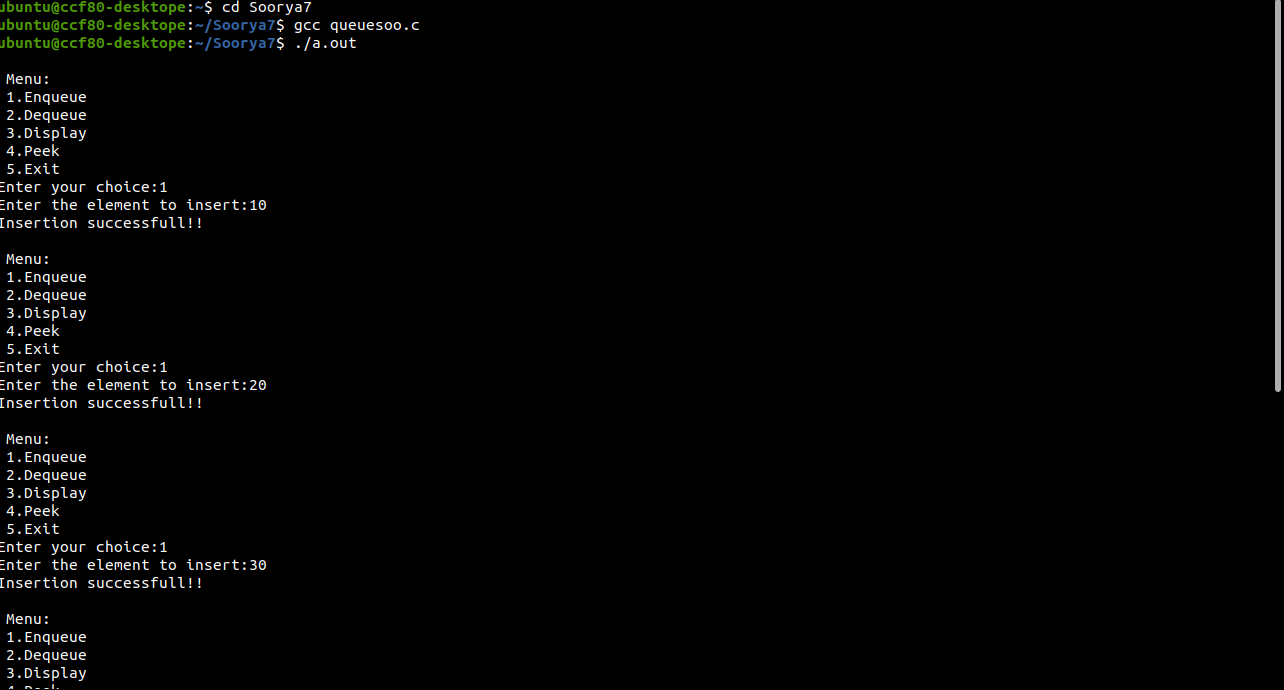 ubuntu@ccf80-desktope:~$ cd Soorya7
ubuntu@ccf80-desktope:~/Soorya7$ gcc queuesoo.c
ubuntu@ccf80-desktope:~/Soorya7$ ./a.out
Menu:
1.Enqueue
2.Dequeue
3.Display
4.Peek
5.Exit
Enter your choice:1
Enter the element to insert:10
Insertion successfull!!
Menu:
1.Enqueue
2.Dequeue
3.Display
4.Peek
5.Exit
Enter your choice:1
Enter the element to insert:20
Insertion successfull!!
Menu:
1.Enqueue
2.Dequeue
3.Display
4.Peek
5.Exit
Enter your choice:1
Enter the element to insert:30
Insertion successfull!!
Menu:
1.Enqueue
2.Dequeue
3.Display
4.Peek